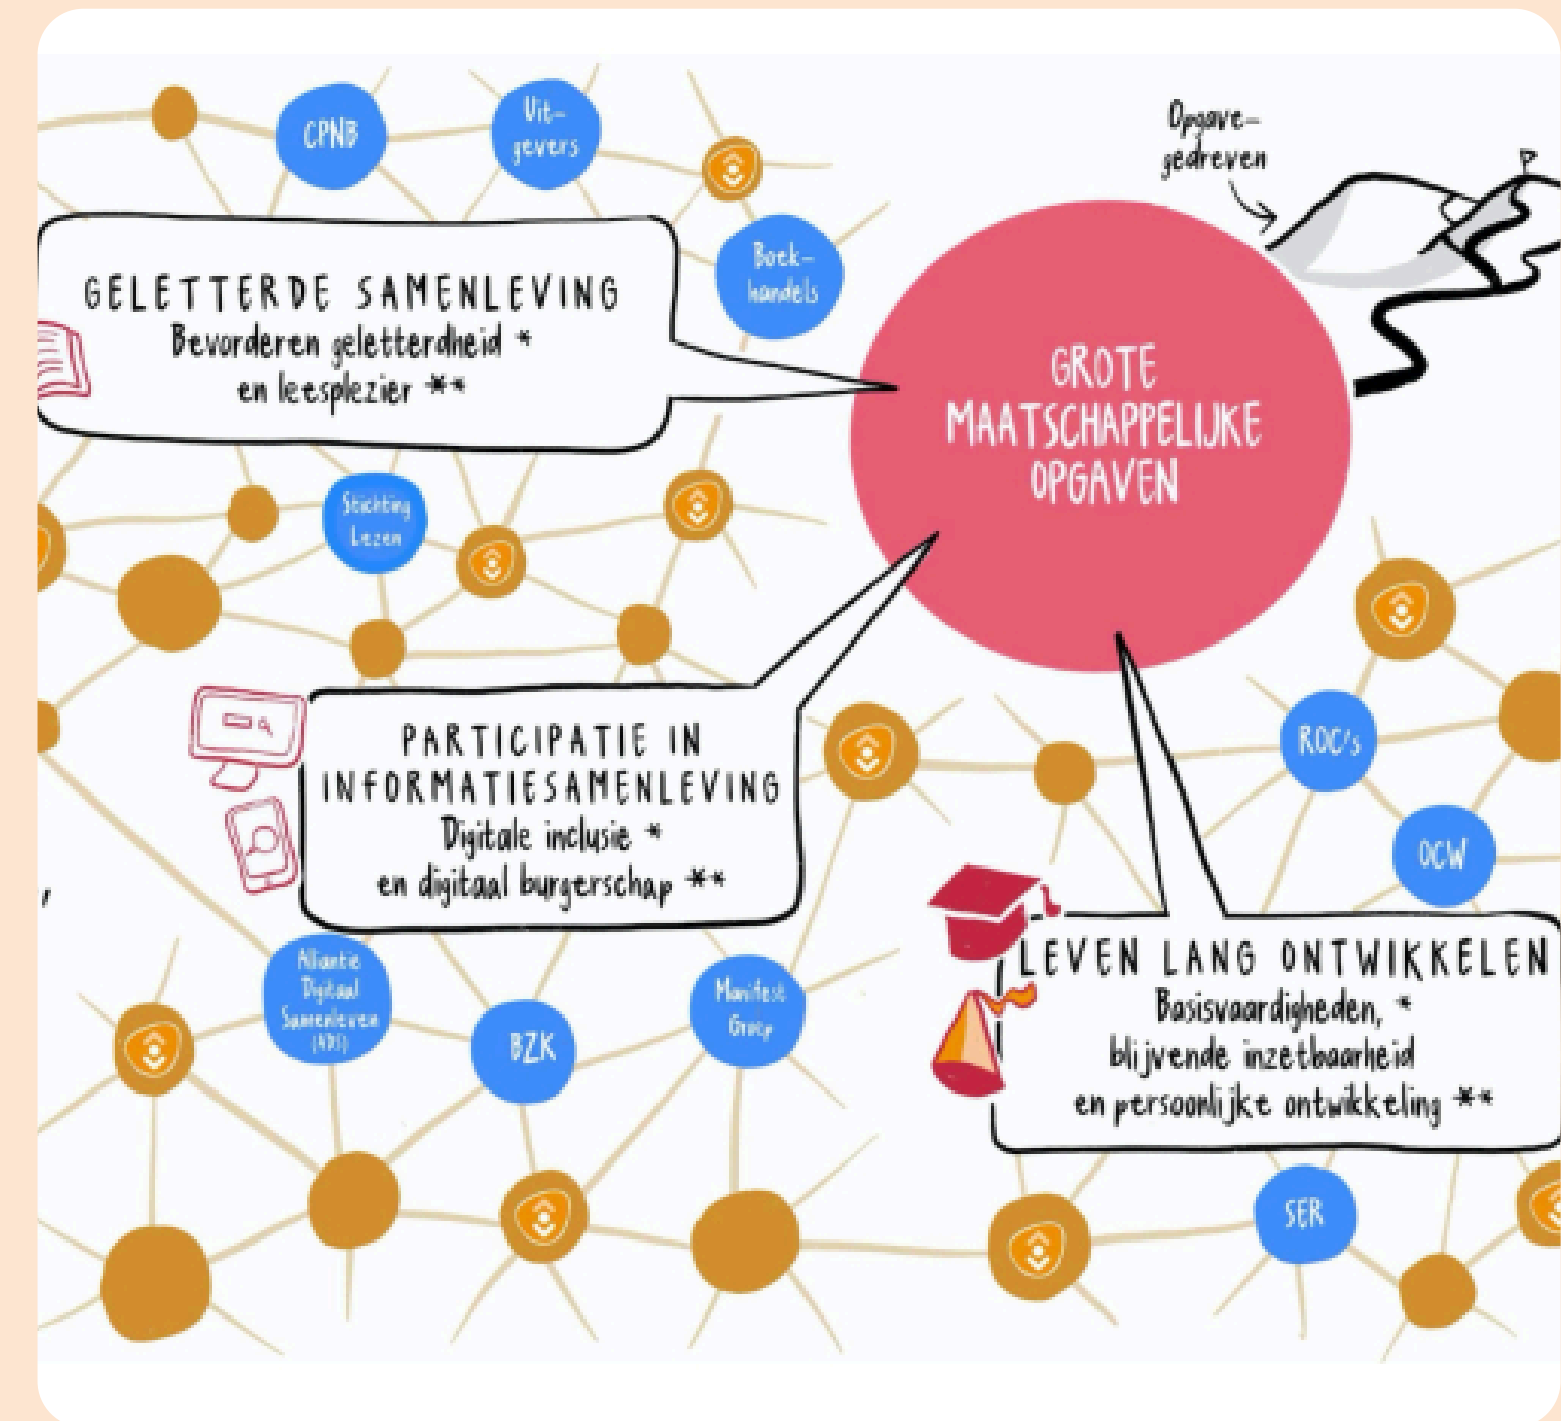 CPNB
Uit-
gevers
Opgave-
gedreven
Boek-
handels
GELETTERDE SAMENLEVING
Bevorderen geletterdheid *
en leesplezier **
GROTE
MAATSCHAPPELIJKE
OPGAVEN
Stichting
Lezen
PARTICIPATIE IN
INFORMATIESAMENLEVING
Digitale inclusie *
en digitaal burgerschap **
ROC's
OCW
Alliantie
Digitaal
Samenleven
(ADS)
BZK
Manifest
Groep
LEVEN LANG ONTWIKKELEN
Basisvaardigheden, *
blijvende inzetbaarheid
en persoonlijke ontwikkeling **
SER